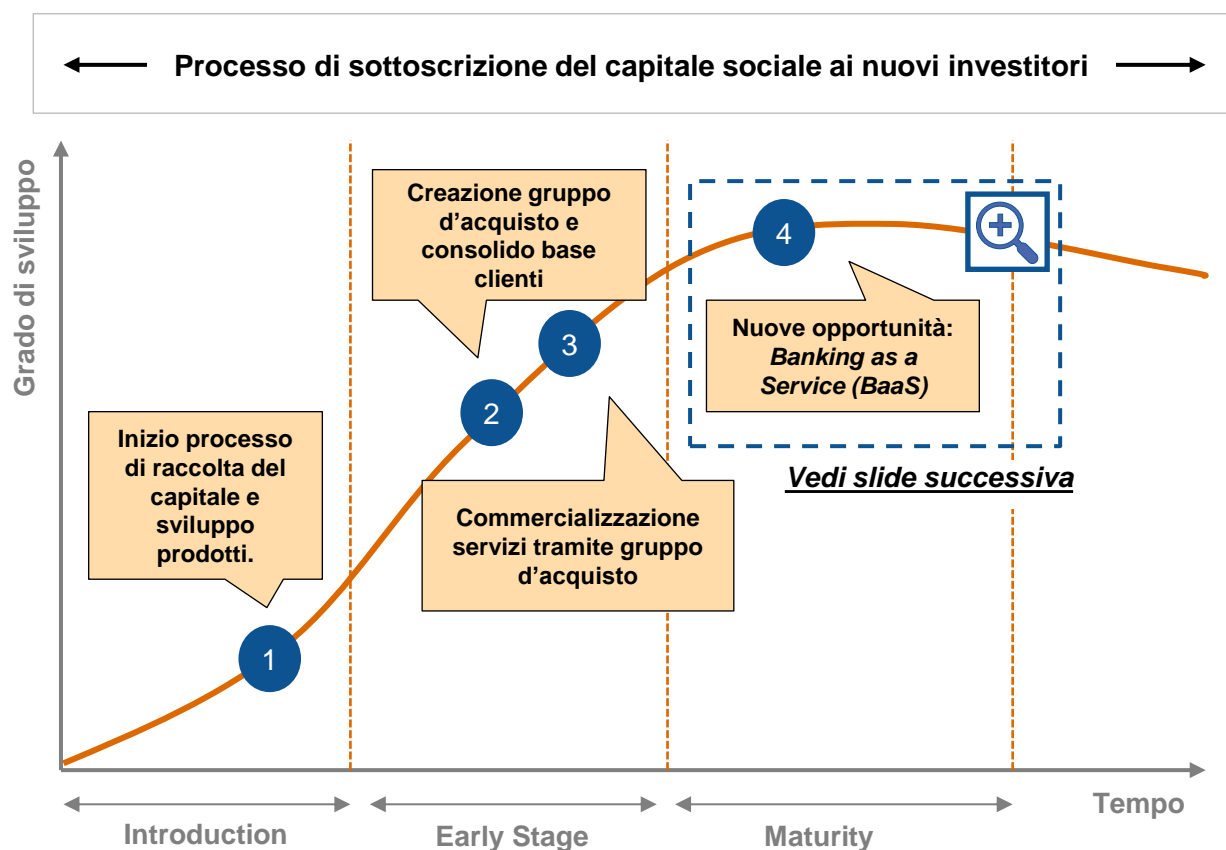 Processo di sottoscrizione del capitale sociale ai nuovi investitori
Grado di sviluppo
Creazione gruppo
d’acquisto e
consolido base
clienti
4
3
Nuove opportunità:
Banking as a
Service (BaaS)
2
Inizio processo
di raccolta del
capitale e
sviluppo
prodotti.
Vedi slide successiva
Commercializzazione
servizi tramite gruppo
d’acquisto
1
Tempo
Introduction
Early Stage
Maturity